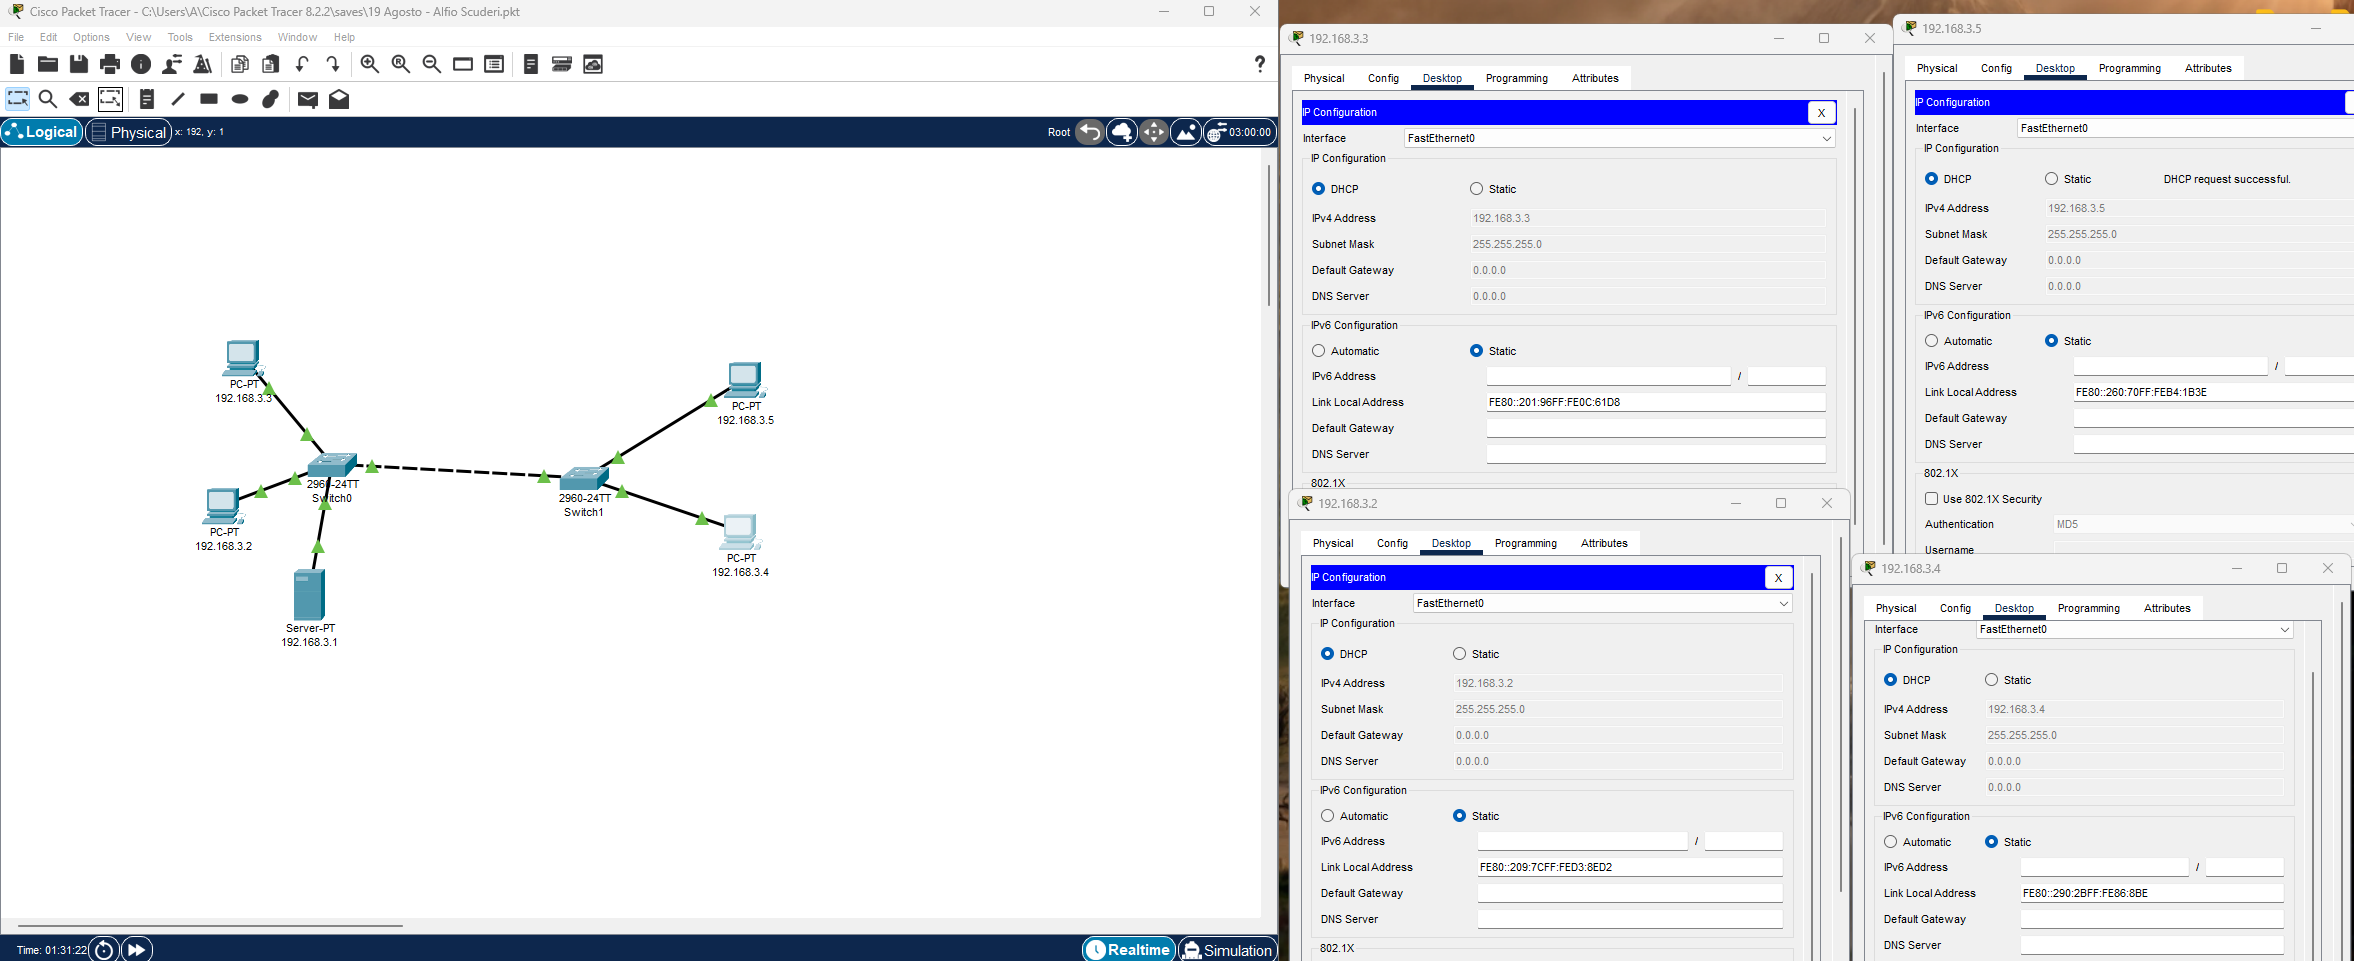 Cisco Packet Tracer - C:\Users\A\Cisco Packet Tracer 8.2.2\saves\19 Agosto - Alfio Scuderi.pkt
File Edit Options View Tools Extensions Window Help
?
Logical Physical x: 192, y: 1 Root 03:00:00
PC-PT
192.168.3.3
PC-PT
192.168.3.5
2960-24TT
Switch0
2960-24TT
Switch1
PC-PT
192.168.3.2
PC-PT
192.168.3.4
Server-PT
192.168.3.1
Time: 01:31:22 Realtime Simulation
192.168.3.3
Physical Config Desktop Programming Attributes
IP Configuration X
Interface FastEthernet0
IP Configuration
DHCP Static
IPv4 Address 192.168.3.3
Subnet Mask 255.255.255.0
Default Gateway 0.0.0.0
DNS Server 0.0.0.0
IPv6 Configuration
Automatic Static
IPv6 Address /
Link Local Address FE80::201:96FF:FE0C:61D8
Default Gateway
DNS Server
802.1X
192.168.3.5
Physical Config Desktop Programming Attributes
IP Configuration
Interface FastEthernet0
IP Configuration
DHCP Static DHCP request successful.
IPv4 Address 192.168.3.5
Subnet Mask 255.255.255.0
Default Gateway 0.0.0.0
DNS Server 0.0.0.0
IPv6 Configuration
Automatic Static
IPv6 Address /
Link Local Address FE80::260:70FF:FEB4:1B3E
Default Gateway
DNS Server
802.1X
Use 802.1X Security
Authentication MD5
Username
192.168.3.2
Physical Config Desktop Programming Attributes
IP Configuration X
Interface FastEthernet0
IP Configuration
DHCP Static
IPv4 Address 192.168.3.2
Subnet Mask 255.255.255.0
Default Gateway 0.0.0.0
DNS Server 0.0.0.0
IPv6 Configuration
Automatic Static
IPv6 Address /
Link Local Address FE80::209:7CFF:FED3:8ED2
Default Gateway
DNS Server
802.1X
192.168.3.4
Physical Config Desktop Programming Attributes
Interface FastEthernet0
IP Configuration
DHCP Static
IPv4 Address 192.168.3.4
Subnet Mask 255.255.255.0
Default Gateway 0.0.0.0
DNS Server 0.0.0.0
IPv6 Configuration
Automatic Static
IPv6 Address /
Link Local Address FE80::290:2BFF:FE86:8BE
Default Gateway
DNS Server